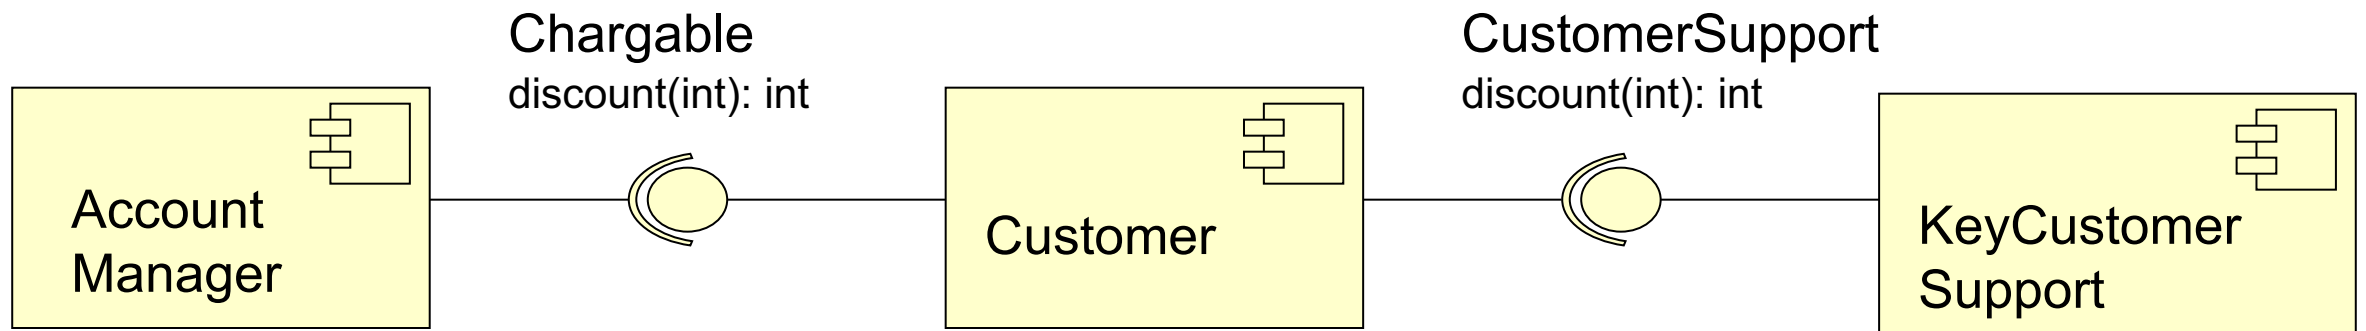 Chargable
discount(int): int
CustomerSupport
discount(int): int
Account
Manager
Customer
KeyCustomer
Support